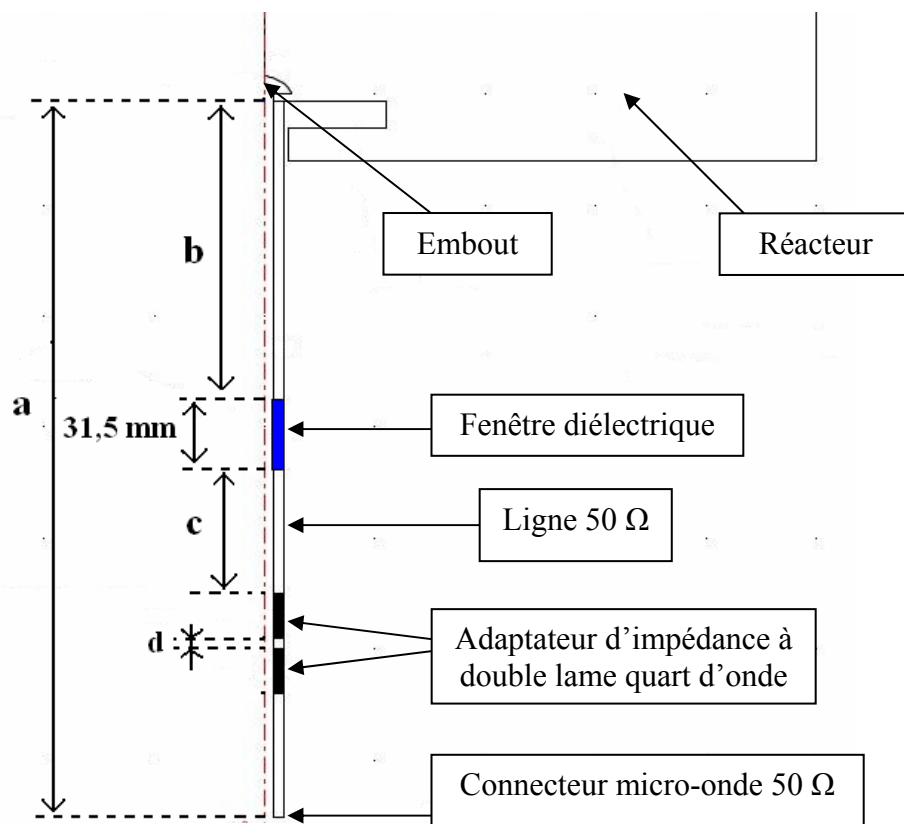 Embout
Réacteur
b
a
31,5 mm
Fenêtre diélectrique
c
Ligne 50 Ω
d
Adaptateur d’impédance à
double lame quart d’onde
Connecteur micro-onde 50 Ω